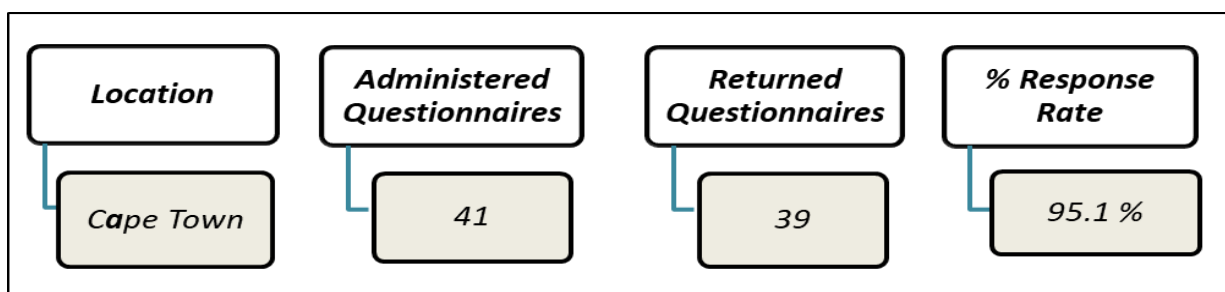 Location
Administered
Questionnaires
Returned
Questionnaires
% Response
Rate
Cape Town
41
39
95.1 %